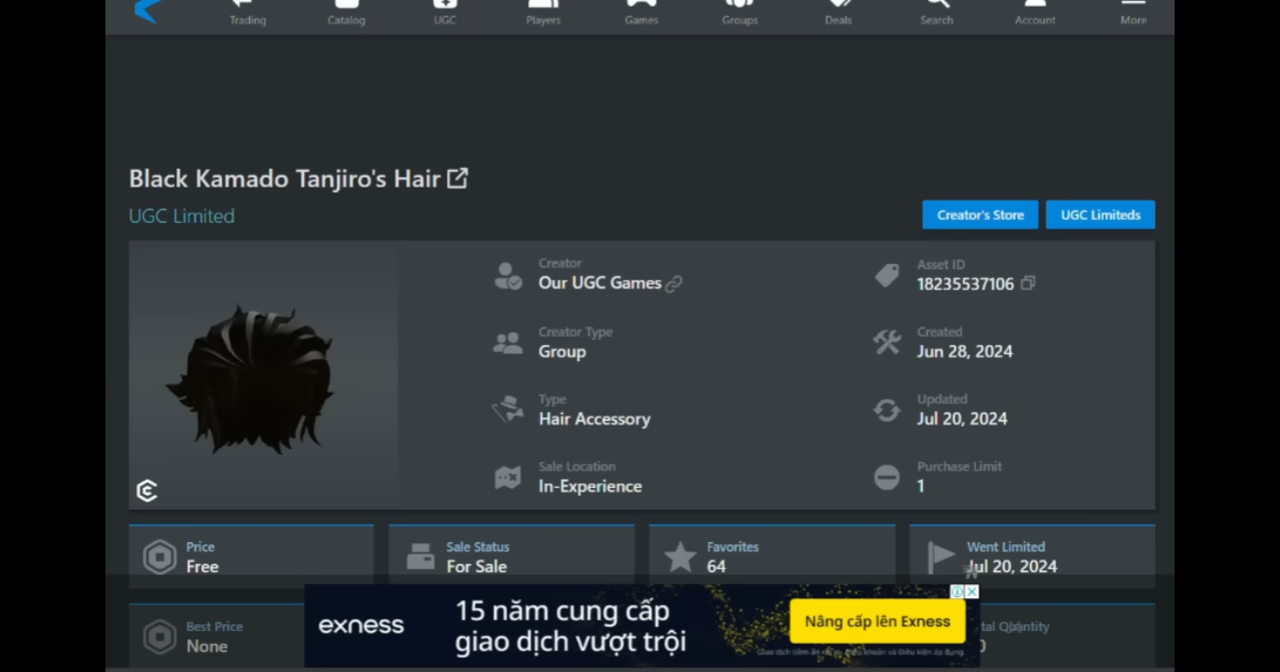 Trading Catalog UGC Players Games Groups Deals Search Account More
Black Kamado Tanjiro's Hair
UGC Limited
Creator's Store UGC Limiteds
Creator
Our UGC Games
Asset ID
18235537106
Creator Type
Group
Created
Jun 28, 2024
Type
Hair Accessory
Updated
Jul 20, 2024
Sale Location
In-Experience
Purchase Limit
1
Price
Free
Sale Status
For Sale
Favorites
64
Went Limited
Jul 20, 2024
Best Price
None
exness
15 năm cung cấp
giao dịch vượt trội
Nâng cấp lên Exness
Quantity